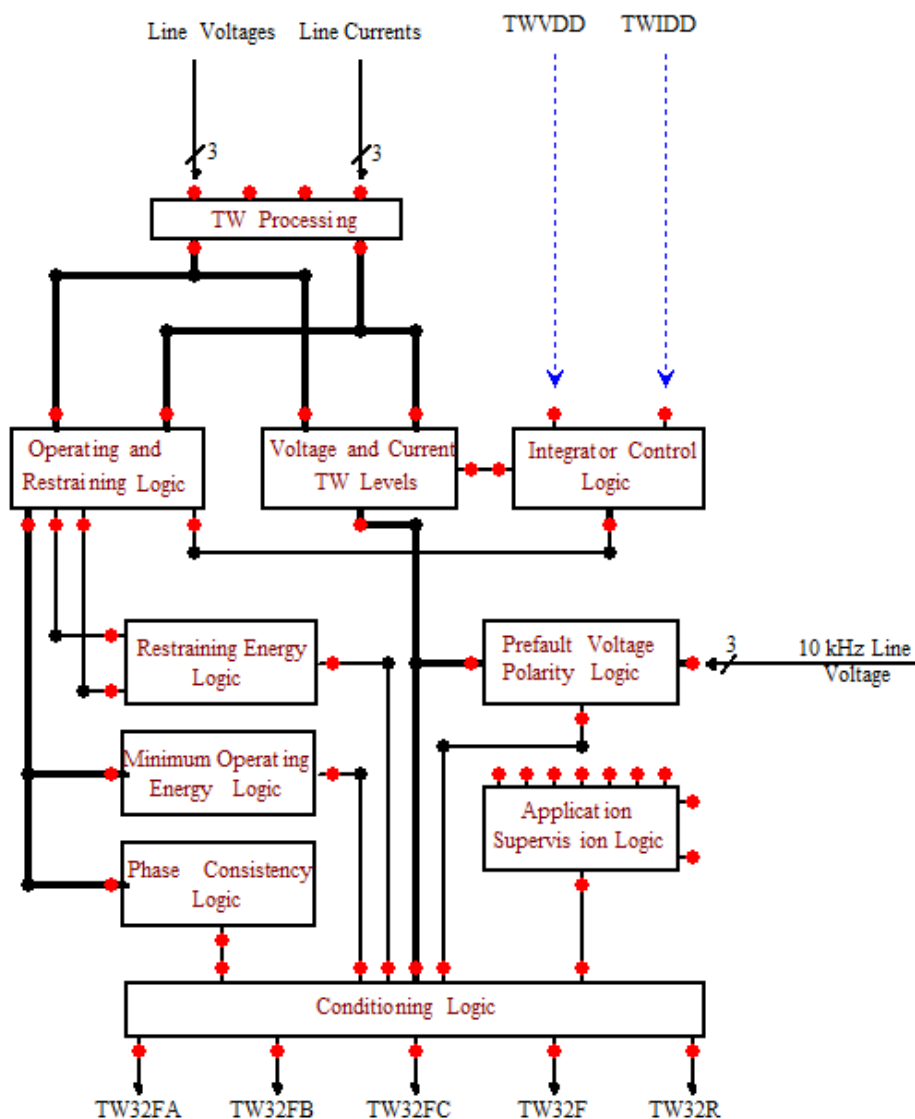 Line Voltages Line Currents TWVDD TWIDD
3 3
TW Processing
Operating and
Restraining Logic
Voltage and Current
TW Levels
Integrator Control
Logic
Restraining Energy
Logic
Prefault Voltage
Polarity Logic
3
10 kHz Line
Voltage
Minimum Operating
Energy Logic
Application
Supervision Logic
Phase Consistency
Logic
Conditioning Logic
TW32FA TW32FB TW32FC TW32F TW32R